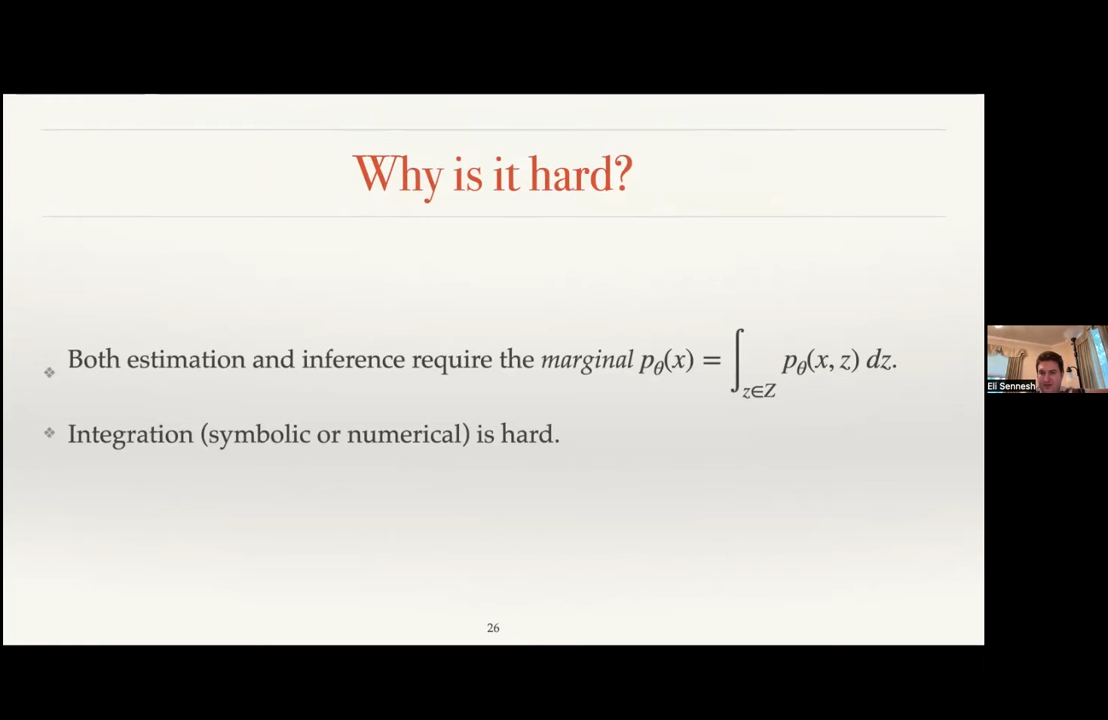 Why is it hard?
Both estimation and inference require the marginal pθ(x) = ∫z∈Z pθ(x, z) dz.
Integration (symbolic or numerical) is hard.
26
Eli Sennesh